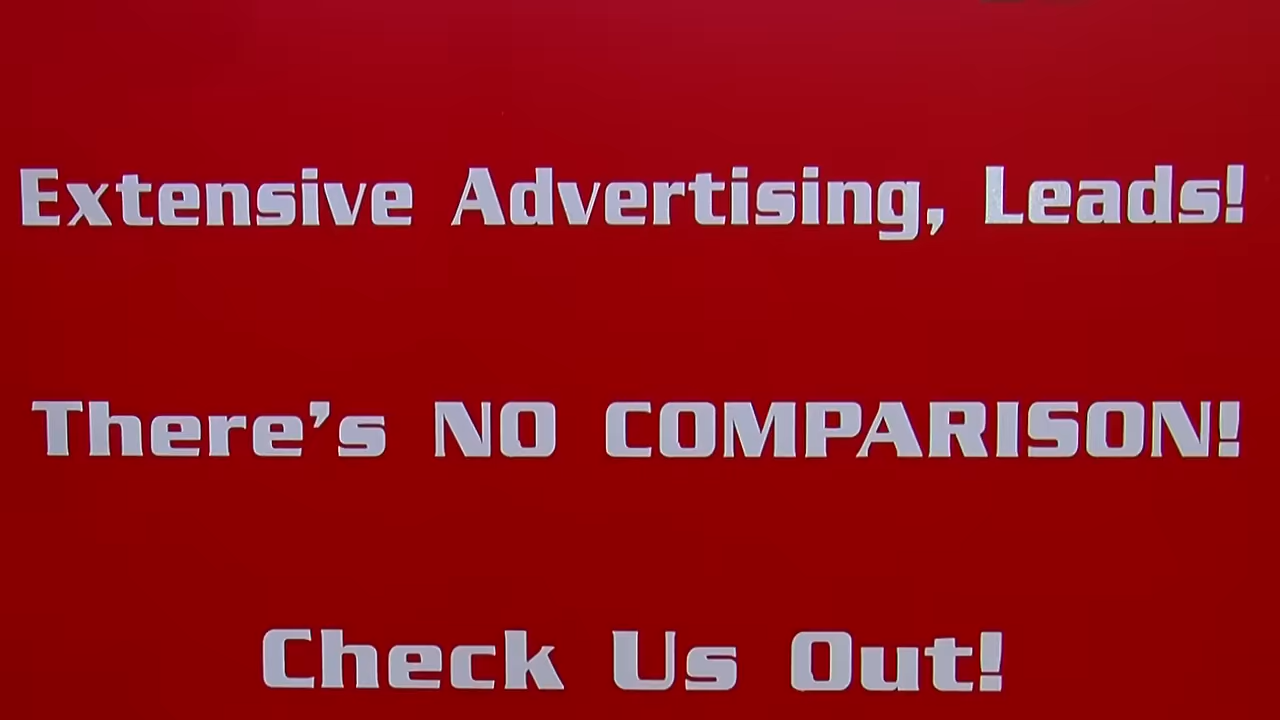 Extensive Advertising, Leads!
There's NO COMPARISON!
Check Us Out!